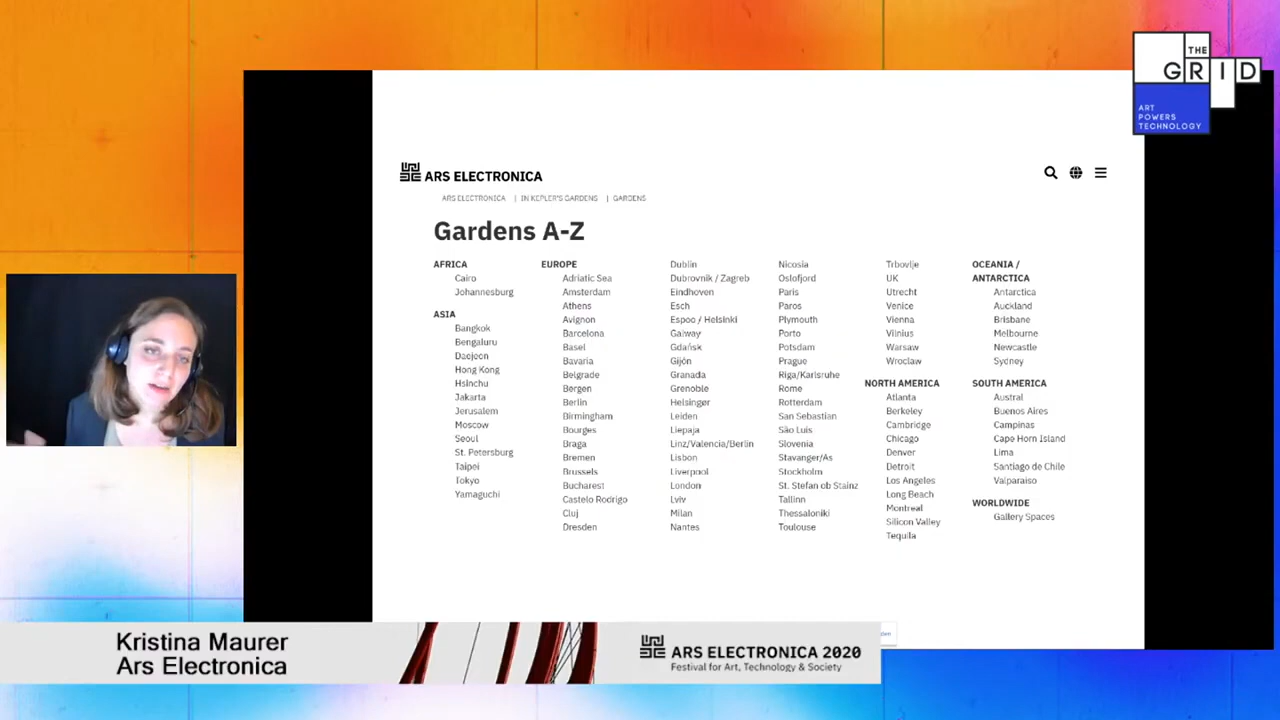 THE
GRID
ART
POWERS
TECHNOLOGY
ARS ELECTRONICA
ARS ELECTRONICA | IN KEPLER'S GARDENS | GARDENS
Gardens A-Z
AFRICA
Cairo
Johannesburg
ASIA
Bangkok
Bengaluru
Daejeon
Hong Kong
Hsinchu
Jakarta
Jerusalem
Moscow
Seoul
St. Petersburg
Taipei
Tokyo
Yamaguchi
EUROPE
Adriatic Sea
Amsterdam
Athens
Avignon
Barcelona
Basel
Bavaria
Belgrade
Bergen
Berlin
Birmingham
Bourges
Braga
Bremen
Brussels
Bucharest
Castelo Rodrigo
Cluj
Dresden
Dublin
Dubrovnik / Zagreb
Eindhoven
Esch
Espoo / Helsinki
Galway
Gdańsk
Gijón
Granada
Grenoble
Helsingør
Leiden
Liepaja
Linz/Valencia/Berlin
Lisbon
Liverpool
London
Lviv
Milan
Nantes
Nicosia
Oslofjord
Paris
Paros
Plymouth
Porto
Potsdam
Prague
Riga/Karlsruhe
Rome
Rotterdam
San Sebastian
São Luis
Slovenia
Stavanger/As
Stockholm
St. Stefan ob Stainz
Tallinn
Thessaloniki
Toulouse
Trbovlje
UK
Utrecht
Venice
Vienna
Vilnius
Warsaw
Wroclaw
NORTH AMERICA
Atlanta
Berkeley
Cambridge
Chicago
Denver
Detroit
Los Angeles
Long Beach
Montreal
Silicon Valley
Tequila
OCEANIA /
ANTARCTICA
Antarctica
Auckland
Brisbane
Melbourne
Newcastle
Sydney
SOUTH AMERICA
Austral
Buenos Aires
Campinas
Cape Horn Island
Lima
Santiago de Chile
Valparaiso
WORLDWIDE
Gallery Spaces
Kristina Maurer
Ars Electronica
ARS ELECTRONICA 2020
Festival for Art, Technology & Society